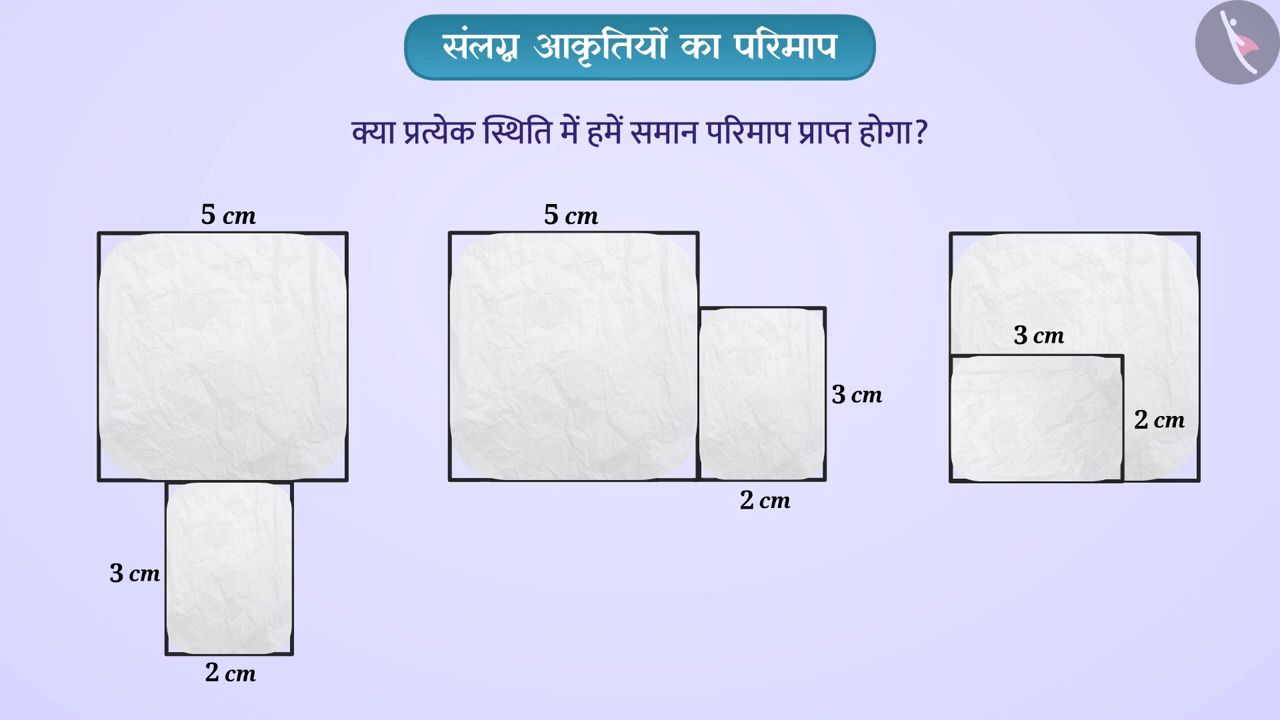 संलग्न आकृतियों का परिमाप
क्या प्रत्येक स्थिति में हमें समान परिमाप प्राप्त होगा?
5 cm
3 cm
2 cm
5 cm
3 cm
2 cm
3 cm
2 cm